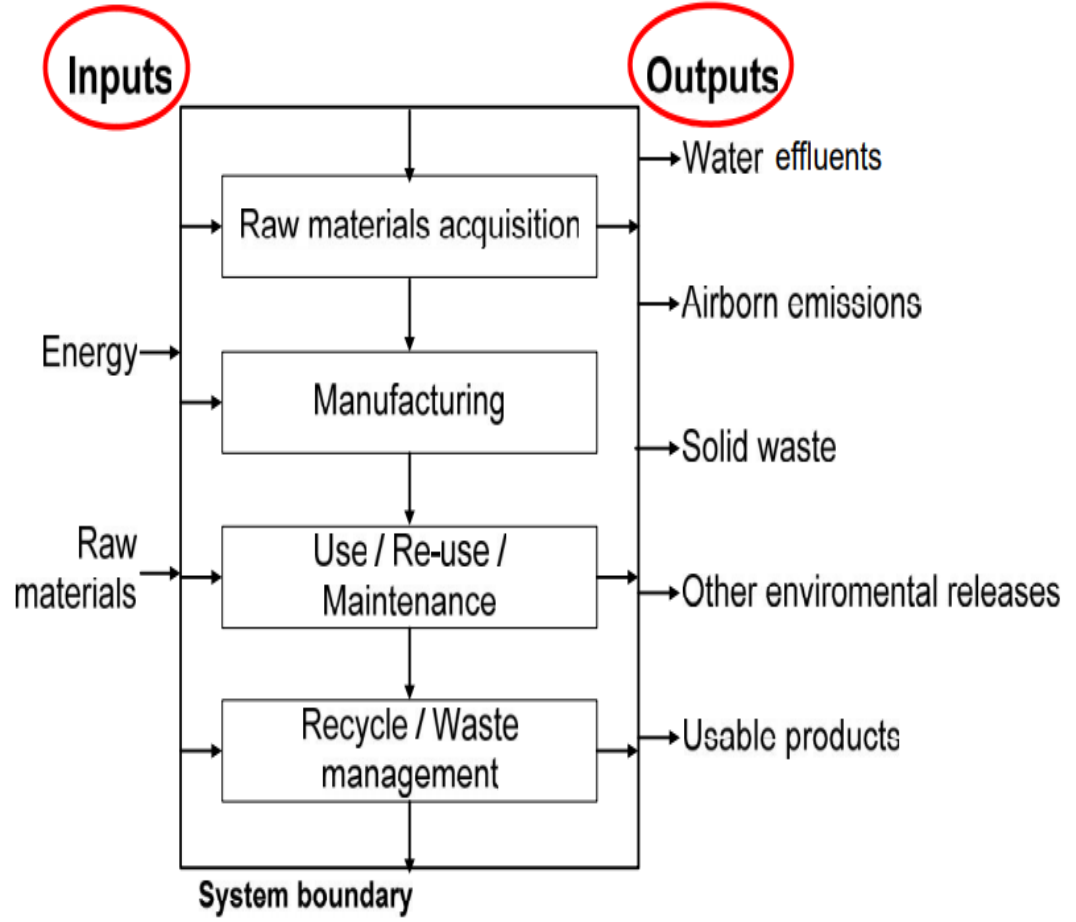 Inputs
Outputs
Water effluents
Raw materials acquisition
Airborn emissions
Energy
Manufacturing
Solid waste
Raw
materials
Use / Re-use /
Maintenance
Other enviromental releases
Recycle / Waste
management
Usable products
System boundary